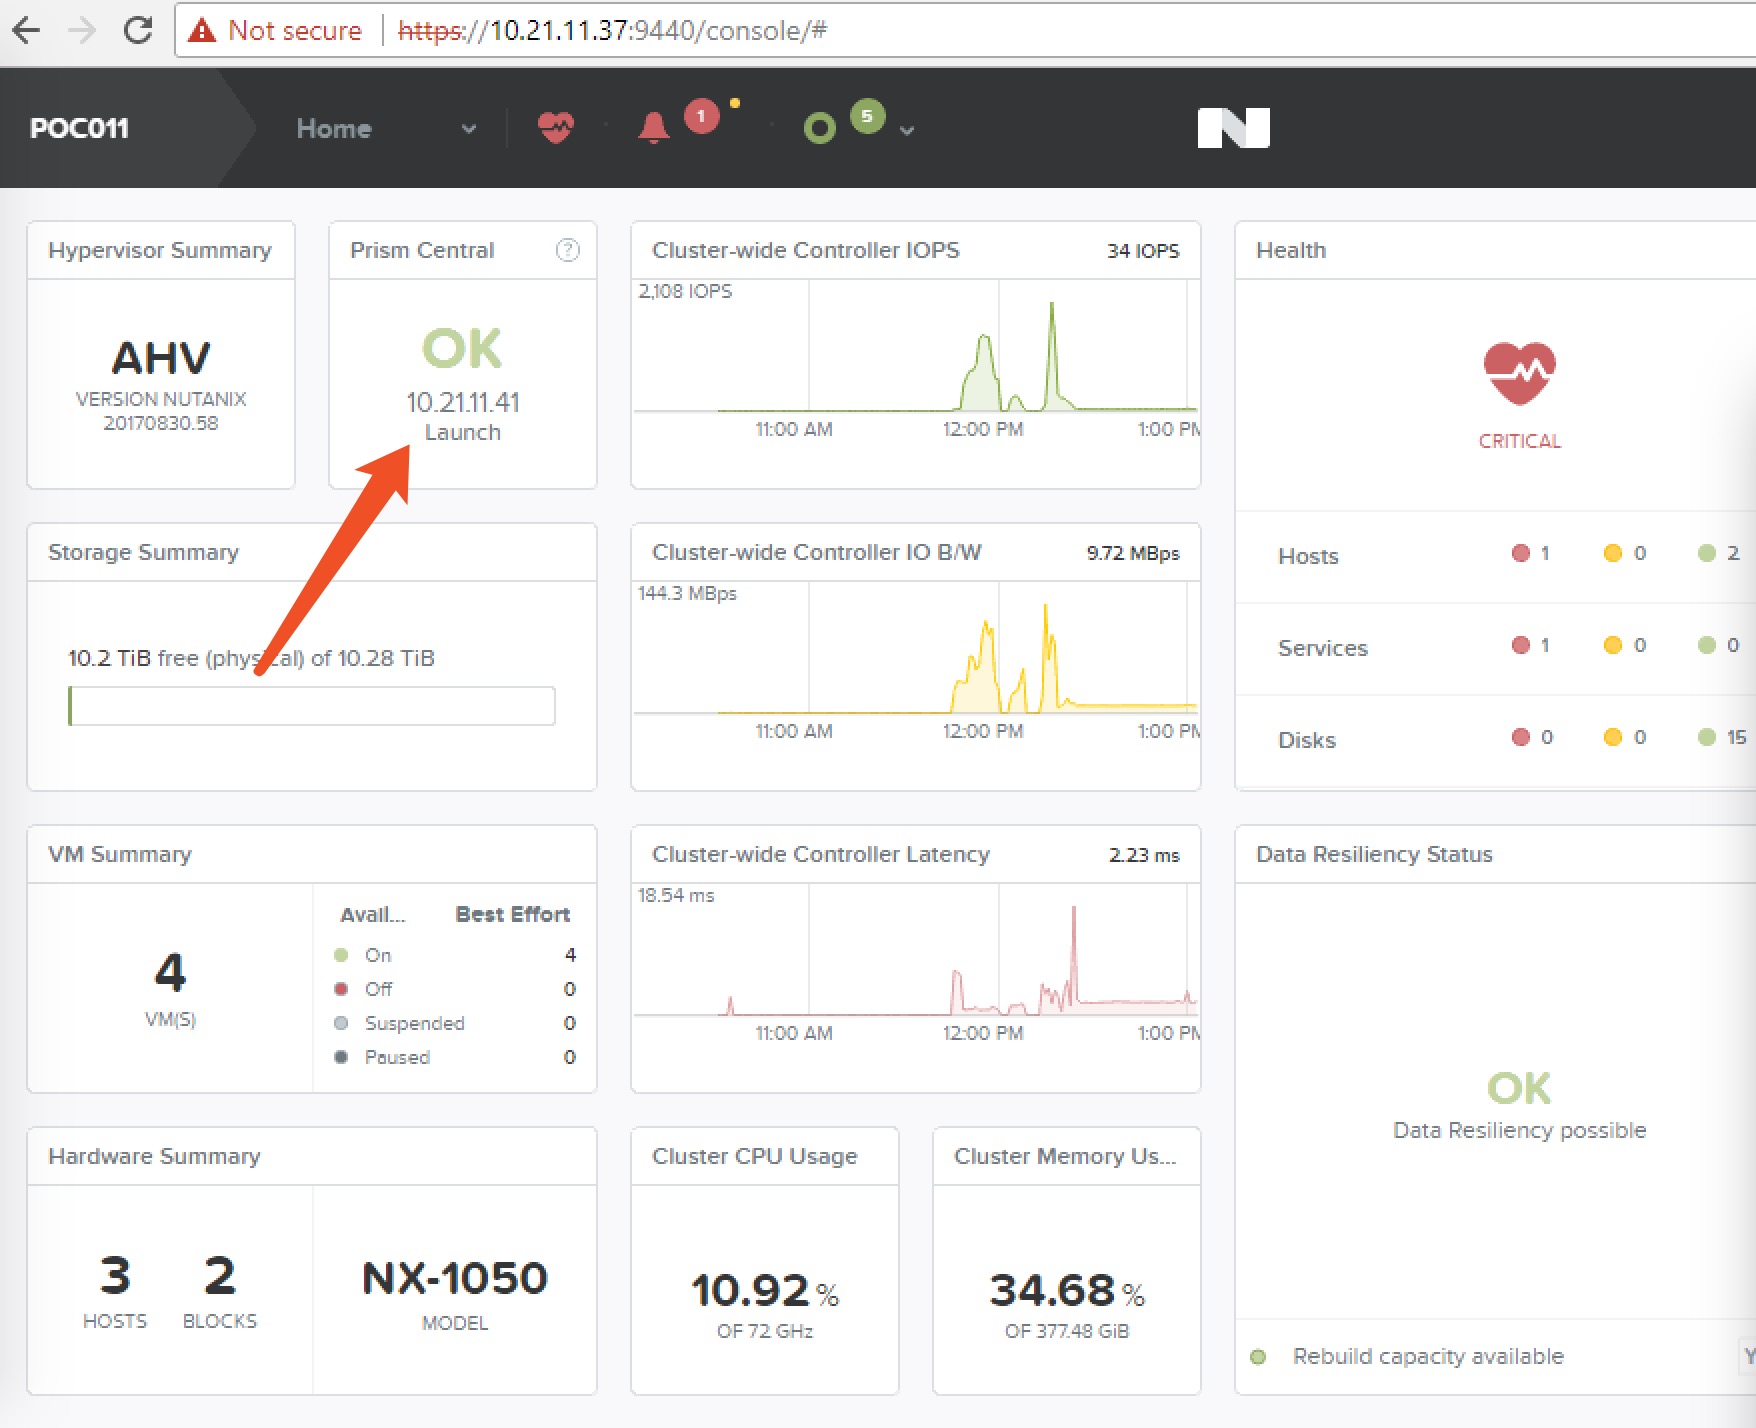 Not secure https://10.21.11.37:9440/console/#
POC011 Home 1 5
Hypervisor Summary
AHV
VERSION NUTANIX
20170830.58
Prism Central ?
OK
10.21.11.41
Launch
Cluster-wide Controller IOPS 34 IOPS
2,108 IOPS
11:00 AM 12:00 PM 1:00 PM
Health
CRITICAL
Hosts 1 0 2
Services 1 0 0
Disks 0 0 15
Storage Summary
10.2 TiB free (physical) of 10.28 TiB
Cluster-wide Controller IO B/W 9.72 MBps
144.3 MBps
11:00 AM 12:00 PM 1:00 PM
VM Summary
4
VM(S)
Avail... Best Effort
On 4
Off 0
Suspended 0
Paused 0
Cluster-wide Controller Latency 2.23 ms
18.54 ms
11:00 AM 12:00 PM 1:00 PM
Data Resiliency Status
OK
Data Resiliency possible
Rebuild capacity available
Hardware Summary
3
HOSTS
2
BLOCKS
NX-1050
MODEL
Cluster CPU Usage
10.92 %
OF 72 GHz
Cluster Memory Us...
34.68 %
OF 377.48 GiB